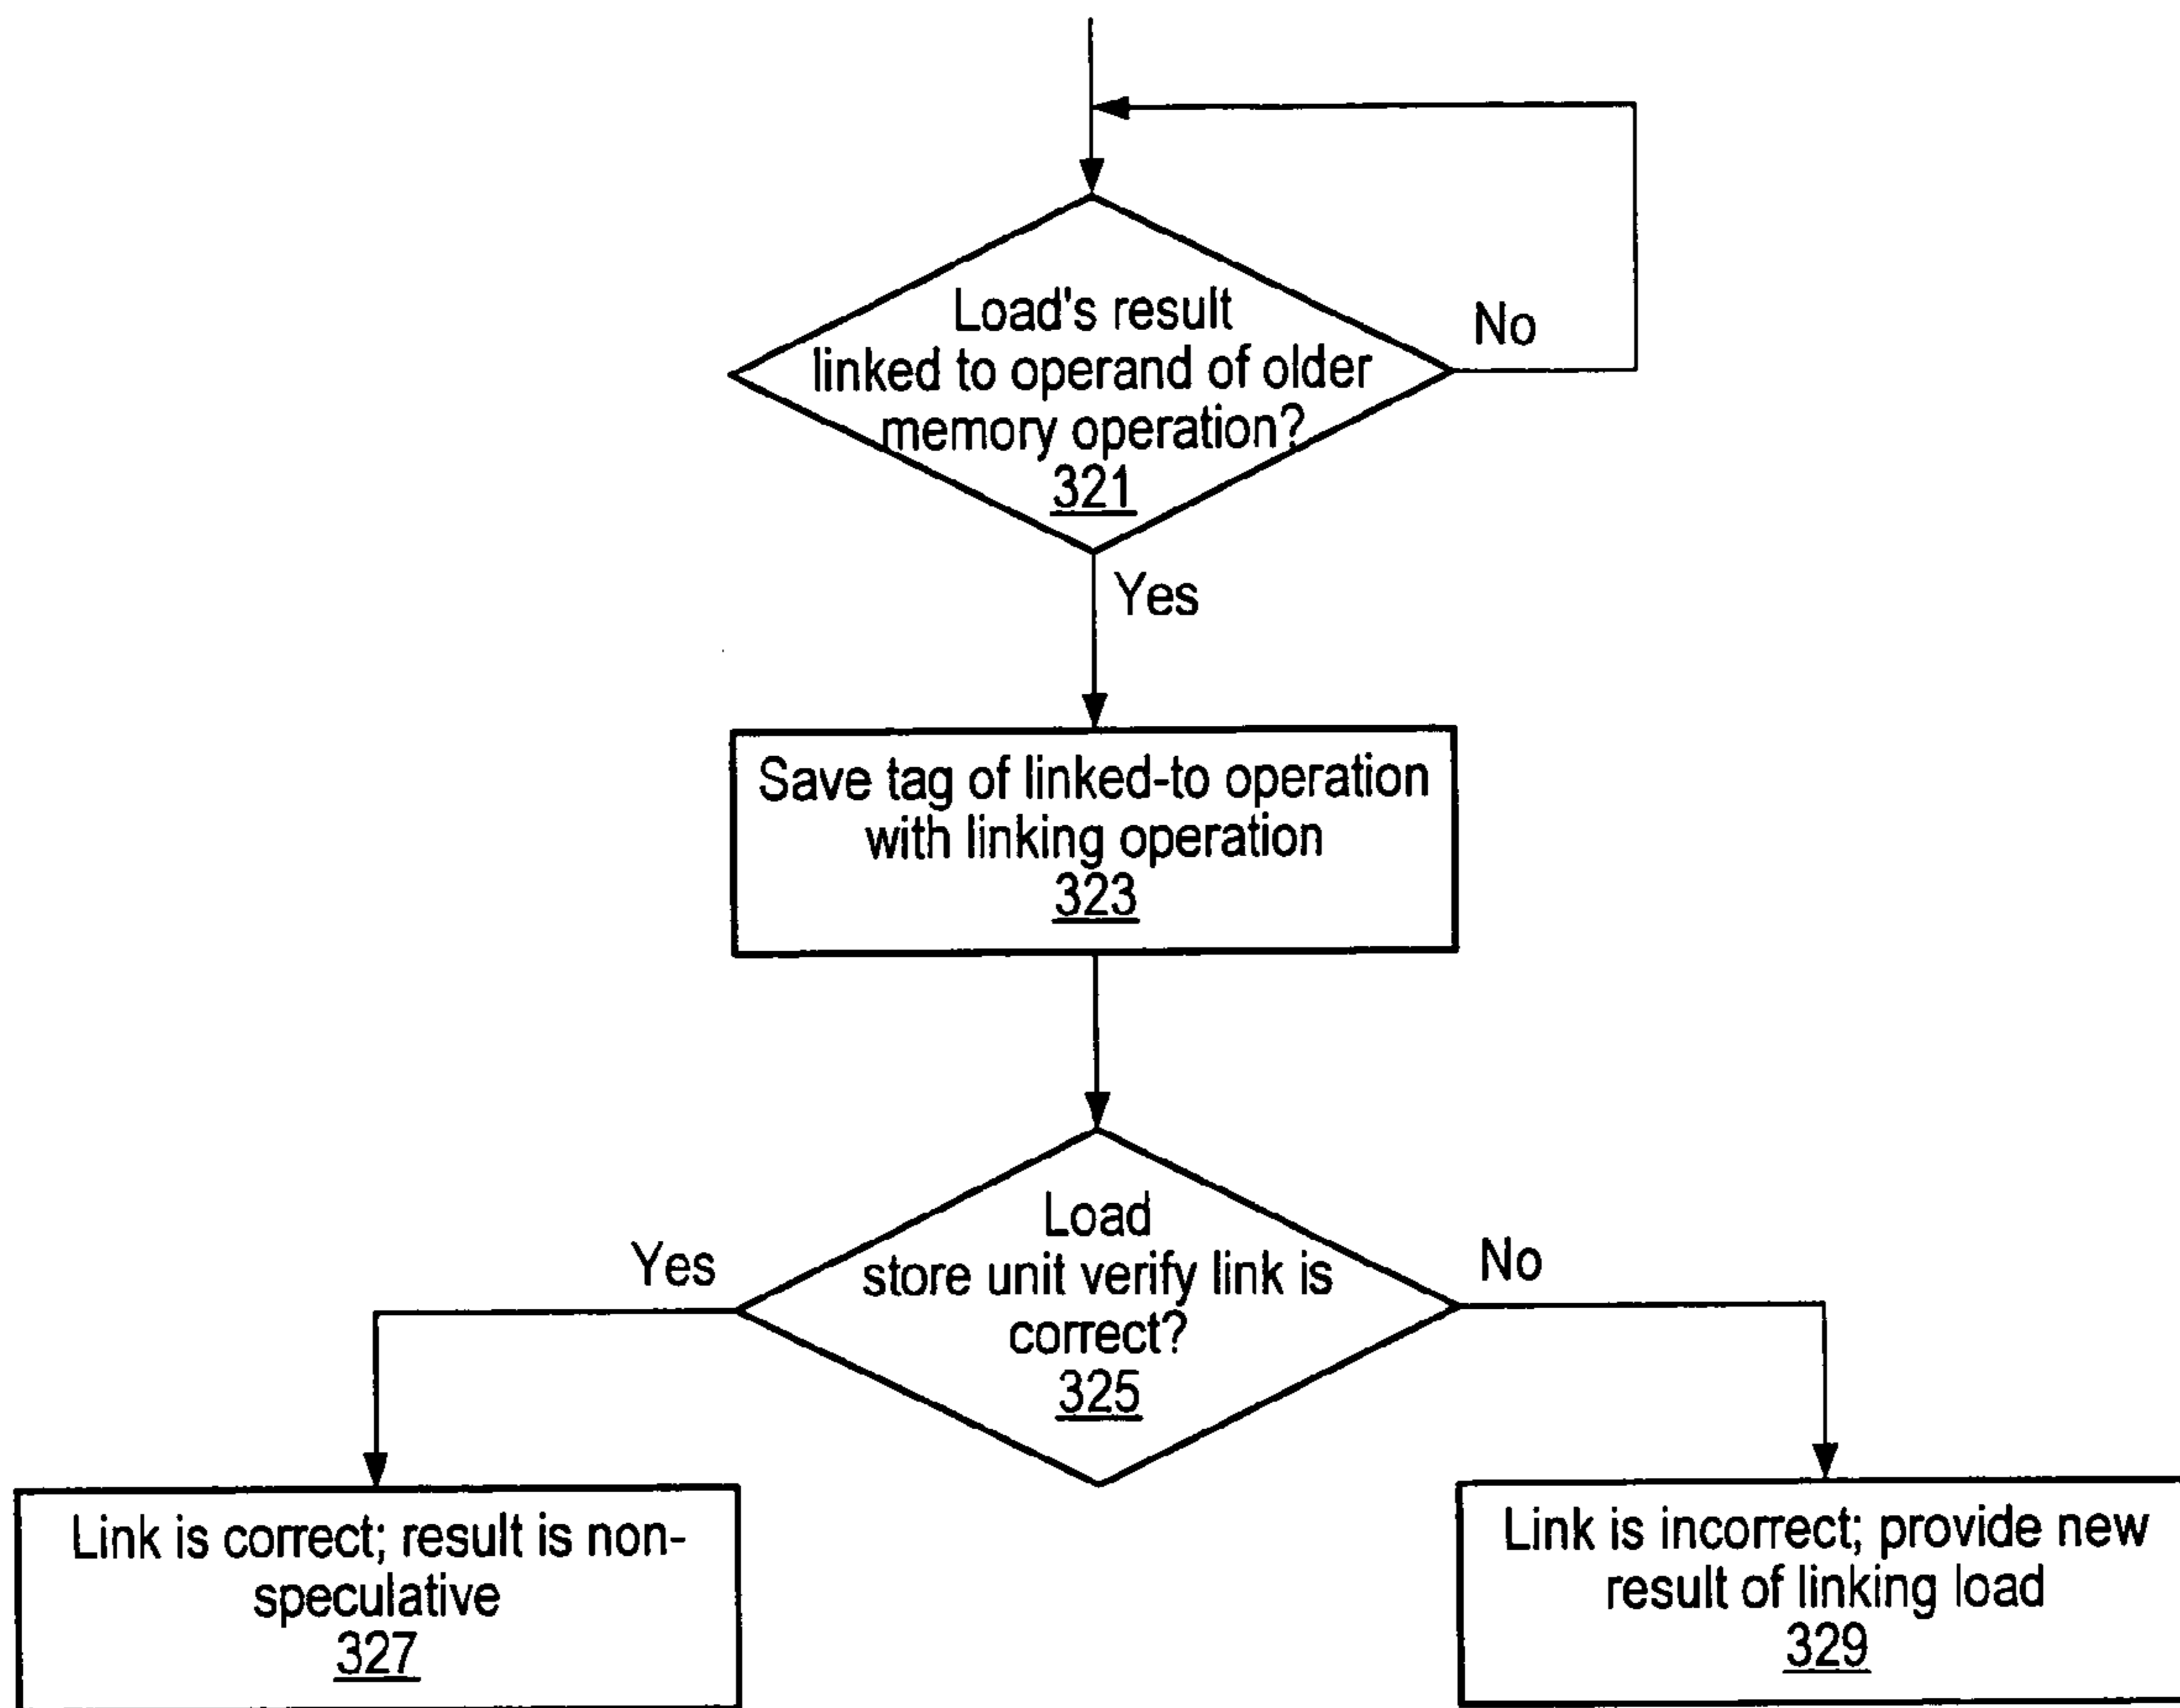 Load's result
linked to operand of older
memory operation?
321
No
Yes
Save tag of linked-to operation
with linking operation
323
Load
store unit verify link is
correct?
325
Yes
No
Link is correct; result is non-
speculative
327
Link is incorrect; provide new
result of linking load
329